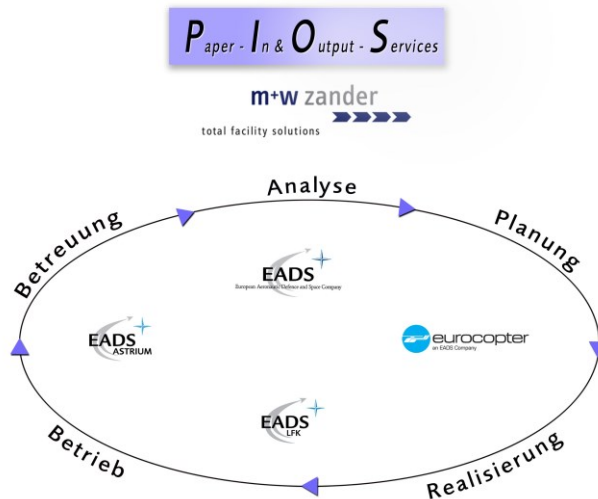 Paper - In & Output - Services
m+w zander
total facility solutions
Analyse
Betreuung
Planung
EADS
European Aeronautic Defence and Space Company
EADS
ASTRIUM
eurocopter
an EADS Company
EADS
LFK
Betrieb
Realisierung